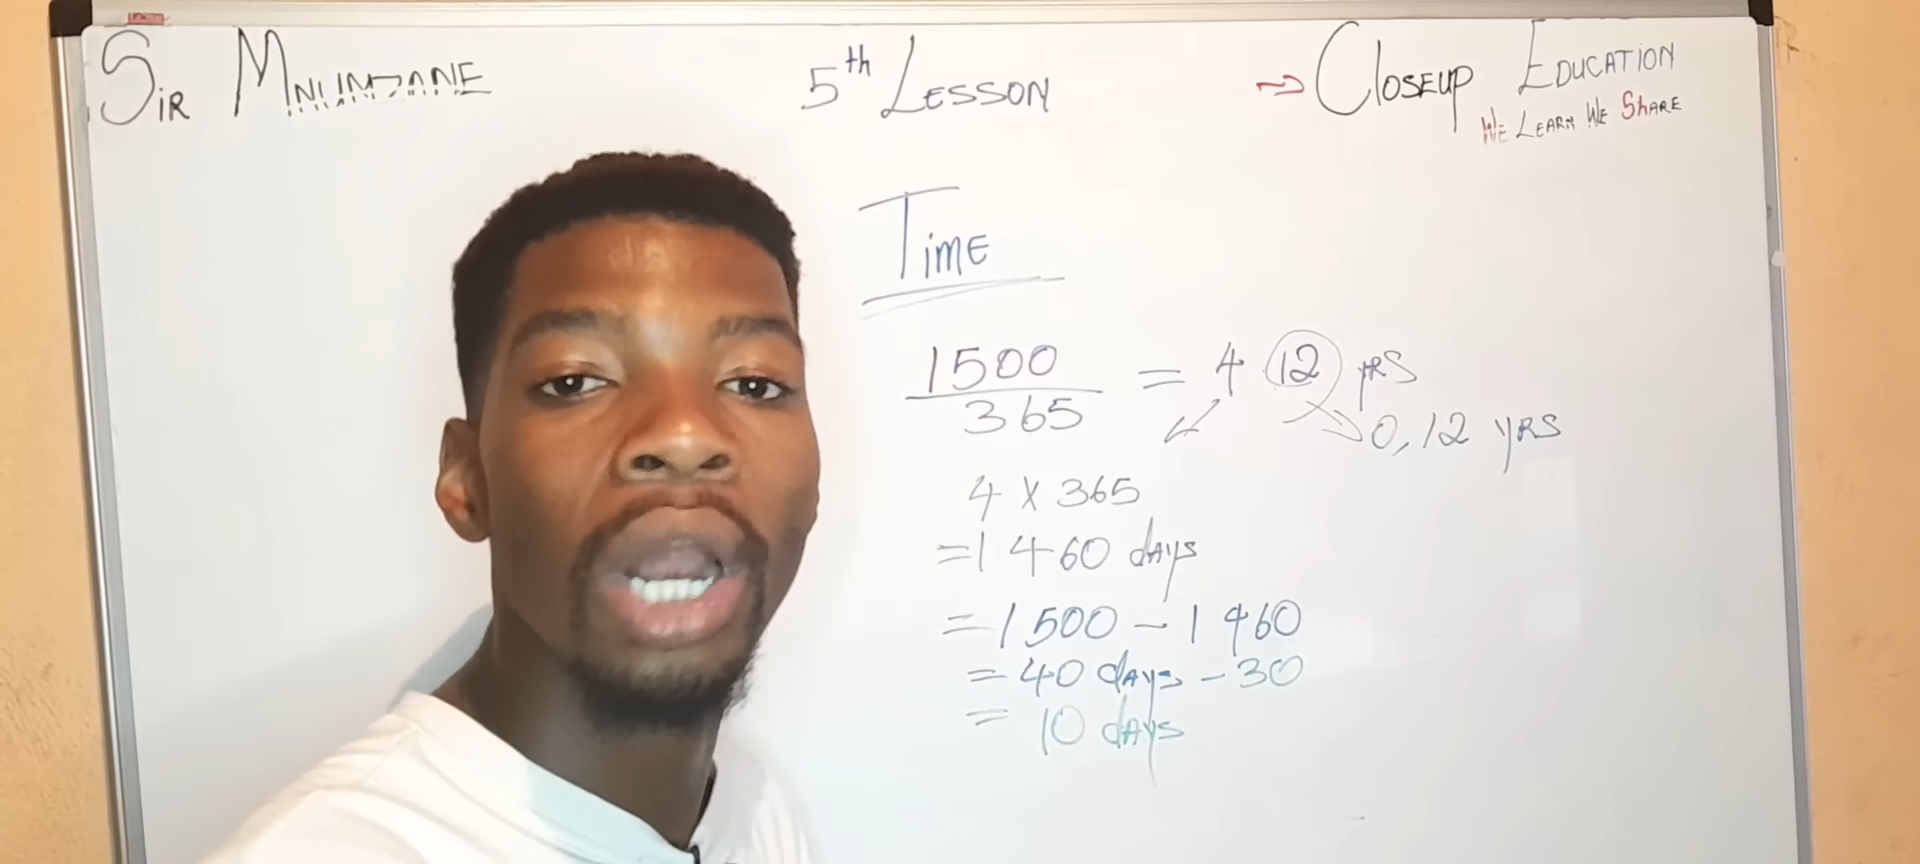 SIR MNUMZANE
5th LESSON
→ CLOSEUP EDUCATION
WE LEARN WE ShARE
TiME
1500
365
= 4 12 yRS
0,12 yRS
4 X 365
=1 460 dAyS
=1 500 - 1 460
= 40 dAyS - 30
= 10 dAyS